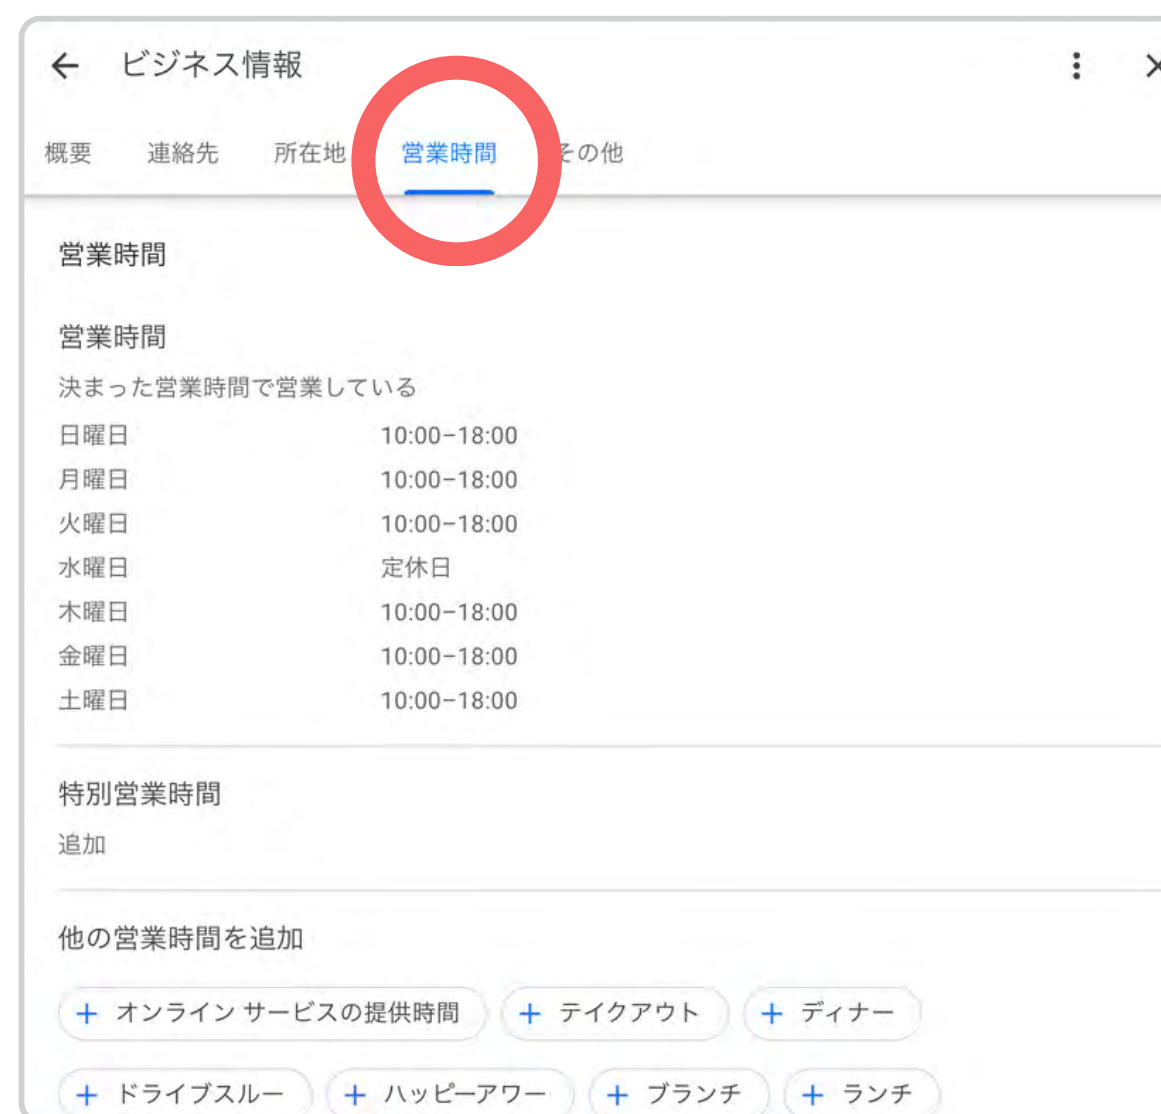 ビジネス情報
概要 連絡先 所在地 営業時間 その他
営業時間
営業時間
決まった営業時間で営業している
日曜日 10:00–18:00
月曜日 10:00–18:00
火曜日 10:00–18:00
水曜日 定休日
木曜日 10:00–18:00
金曜日 10:00–18:00
土曜日 10:00–18:00
特別営業時間
追加
他の営業時間を追加
+ オンライン サービスの提供時間 + テイクアウト + ディナー
+ ドライブスルー + ハッピーアワー + ブランチ + ランチ